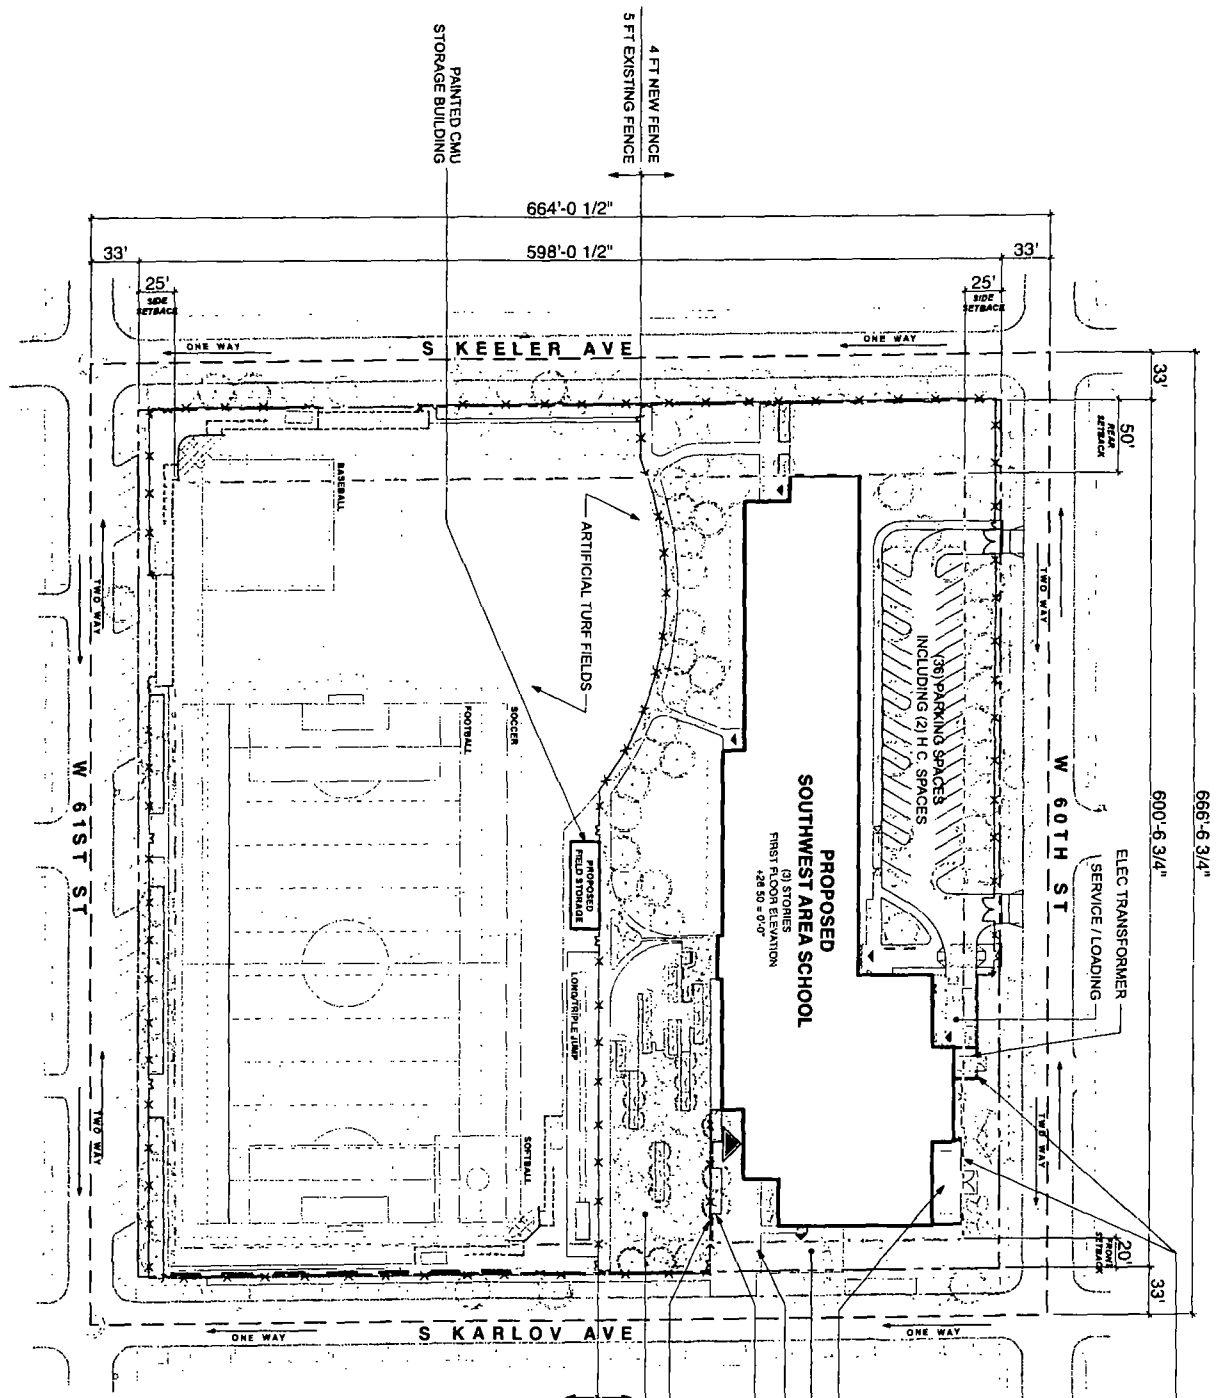 PAINTED CMU
STORAGE BUILDING
4 FT NEW FENCE
5 FT EXISTING FENCE
664'-0 1/2"
33'
598'-0 1/2"
33'
25'
SIDE
SETBACK
25'
SIDE
SETBACK
ONE WAY
S KEELER AVE
ONE WAY
33'
50'
REAR
SETBACK
BASEBALL
ARTIFICIAL TURF FIELDS
TWO WAY
TWO WAY
(36) PARKING SPACES
INCLUDING (2) H C. SPACES
SOCCER
FOOTBALL
W 61ST ST
W 60TH ST
600'-6 3/4"
666'-6 3/4"
PROPOSED
SOUTHWEST AREA SCHOOL
(3) STORIES
FIRST FLOOR ELEVATION
+26 50 = 0'-0"
ELEC TRANSFORMER
SERVICE / LOADING
PROPOSED
FIELD STORAGE
LONG/TRIPLE JUMP
SOFTBALL
TWO WAY
TWO WAY
20'
FRONT
SETBACK
33'
ONE WAY
S KARLOV AVE
ONE WAY